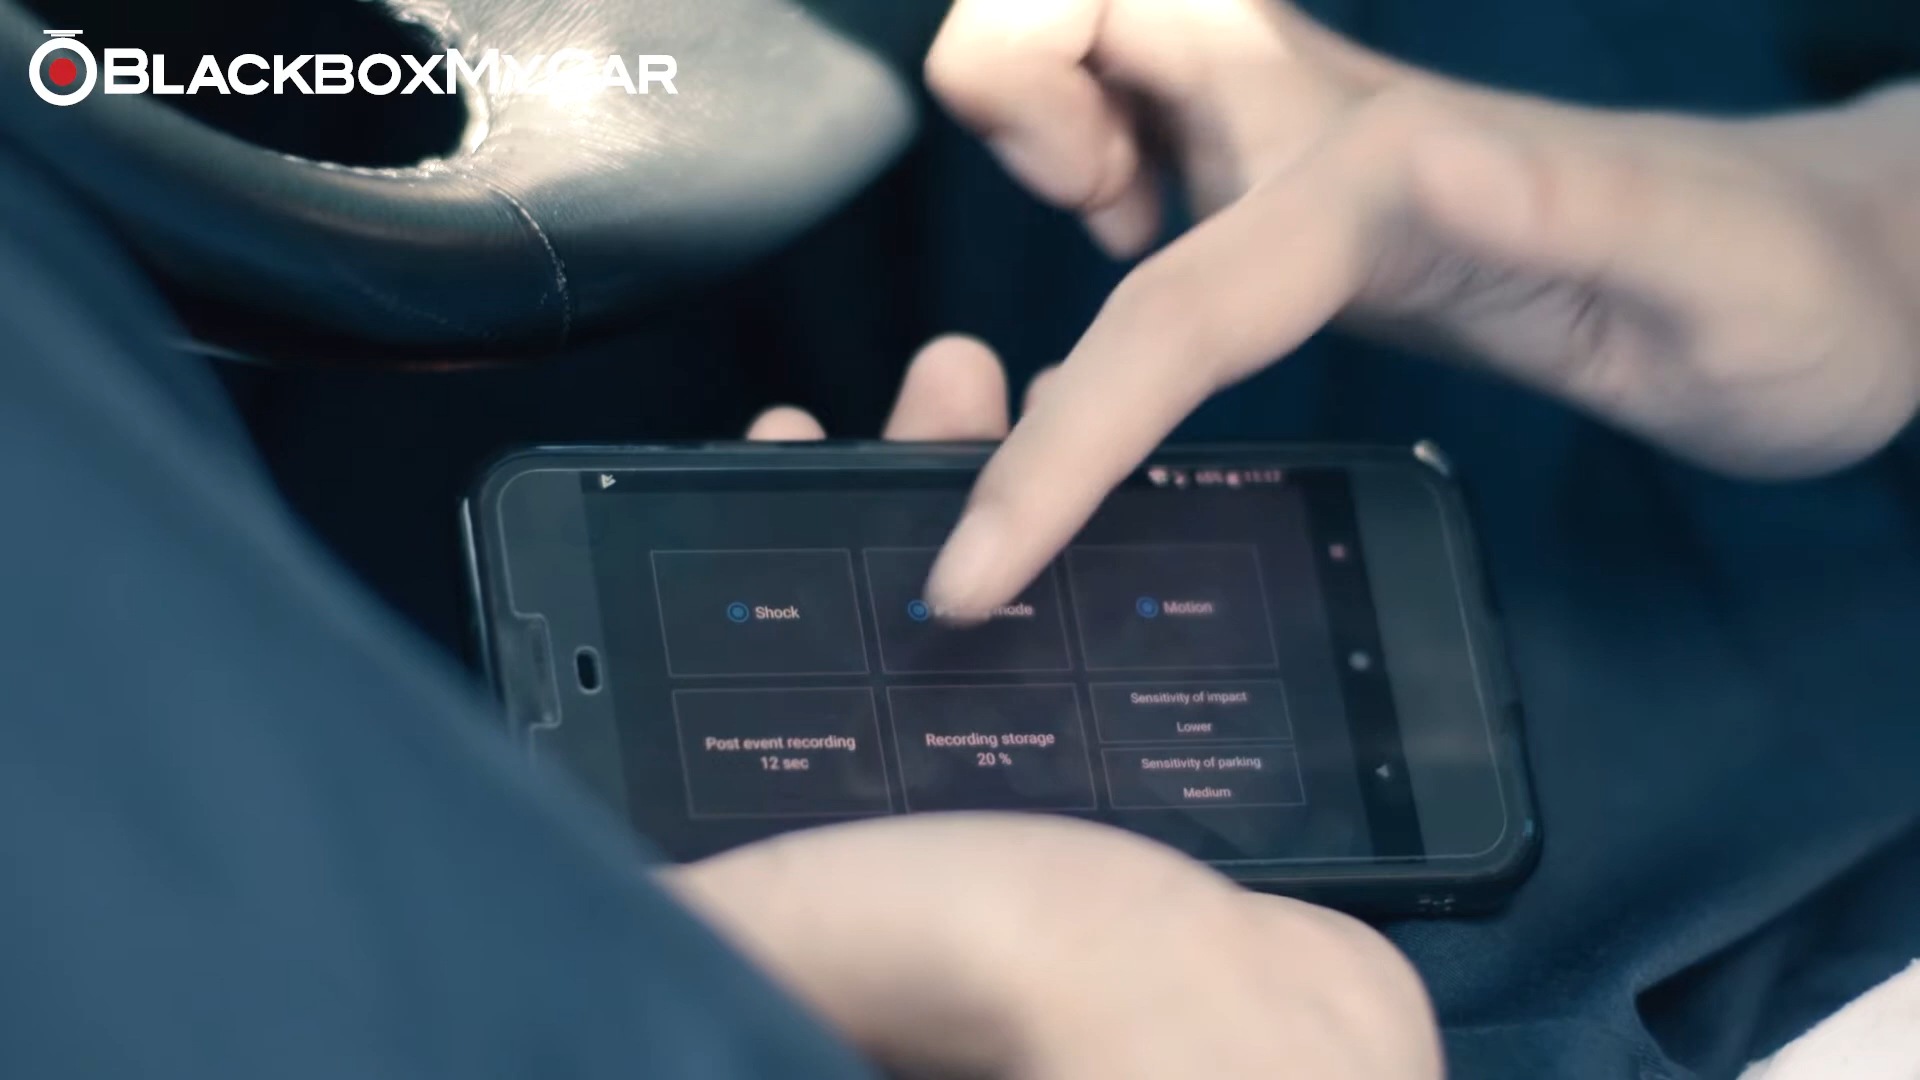 BLACKBOXMYCAR
Shock
mode
Motion
Post event recording
12 sec
Recording storage
20 %
Sensitivity of impact
Lower
Sensitivity of parking
Medium